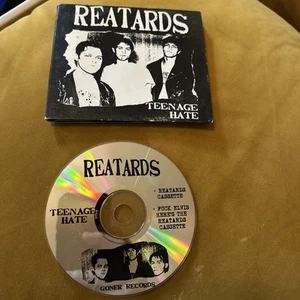 REATARDS
TEENAGE
HATE
REATARDS
TEENAGE
HATE
• REATARDS
CASSETTE
• FUCK ELVIS
HERE'S THE
REATARDS
CASSETTE
GONER RECORDS